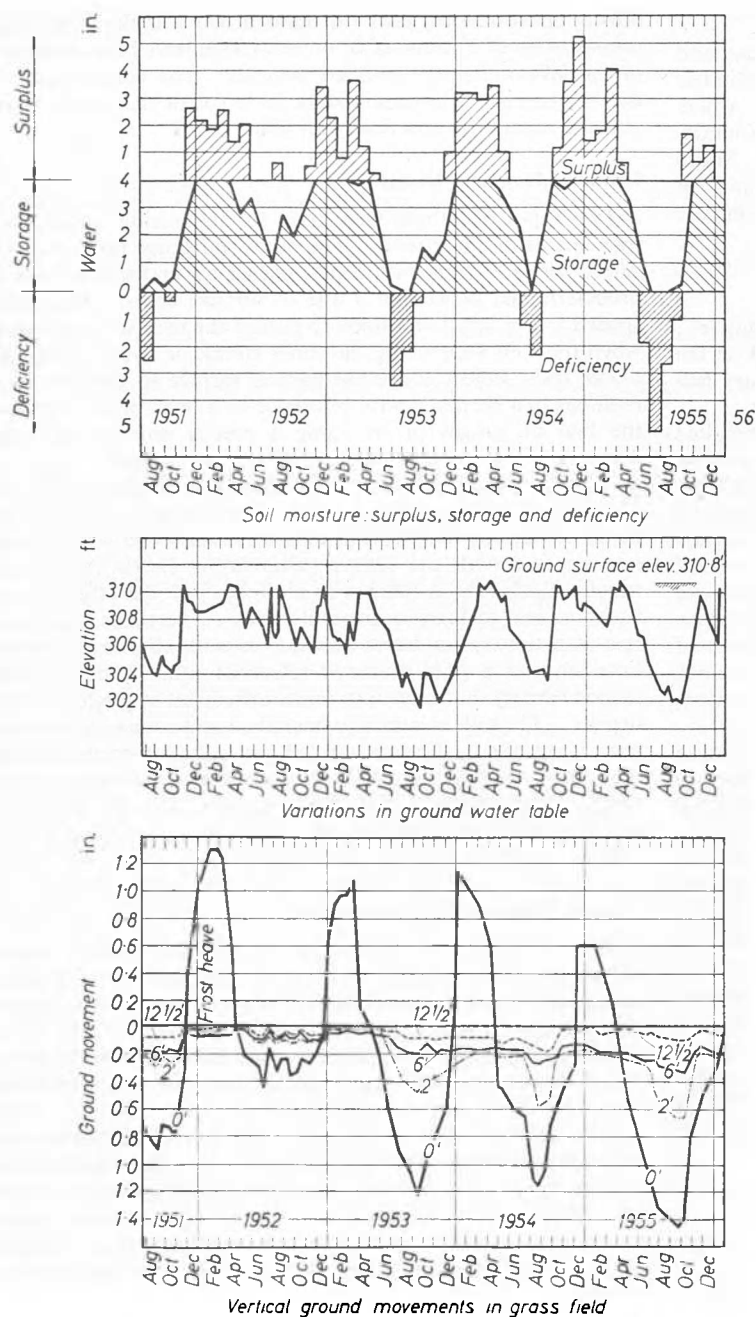 in.
Surplus
Storage
Deficiency
Water
5
4
3
2
1
4
3
2
1
0
1
2
3
4
5
Surplus
Storage
Deficiency
1951 1952 1953 1954 1955 56
Aug Oct Dec Feb Apr Jun Aug Oct Dec Feb Apr Jun Aug Oct Dec Feb Apr Jun Aug Oct Dec Feb Apr Jun Aug Oct Dec
Soil moisture: surplus, storage and deficiency
ft
Elevation
310
308
306
304
302
Ground surface elev. 310·8'
Aug Oct Dec Feb Apr Jun Aug Oct Dec Feb Apr Jun Aug Oct Dec Feb Apr Jun Aug Oct Dec Feb Apr Jun Aug Oct Dec
Variations in ground water table
in.
Ground movement
1·2
1·0
0·8
0·6
0·4
0·2
0
0·2
0·4
0·6
0·8
1·0
1·2
1·4
Frost heave
12 1/2
6'
2'
0'
12 1/2
6'
2'
0'
12 1/2
6'
2'
0'
1951 1952 1953 1954 1955
Aug Oct Dec Feb Apr Jun Aug Oct Dec Feb Apr Jun Aug Oct Dec Feb Apr Jun Aug Oct Dec Feb Apr Jun Aug Oct Dec
Vertical ground movements in grass field